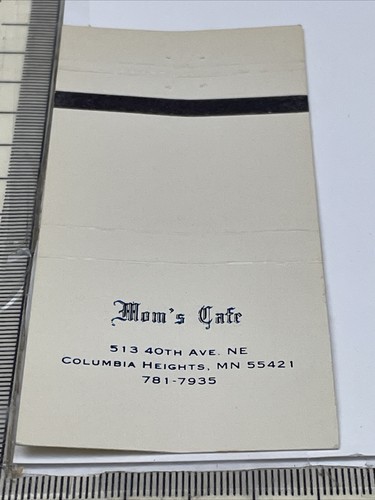 Mom's Cafe
513 40TH AVE. NE
COLUMBIA HEIGHTS, MN 55421
781-7935